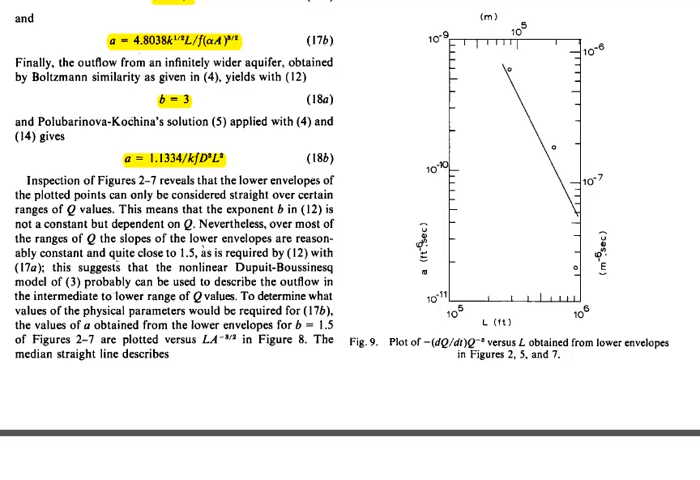 and
a = 4.8038k^{1/2}L/f(αA)^{3/2} (17b)
Finally, the outflow from an infinitely wider aquifer, obtained
by Boltzmann similarity as given in (4), yields with (12)
b = 3 (18a)
and Polubarinova-Kochina's solution (5) applied with (4) and
(14) gives
a = 1.1334/kfD³L² (18b)
Inspection of Figures 2–7 reveals that the lower envelopes of
the plotted points can only be considered straight over certain
ranges of Q values. This means that the exponent b in (12) is
not a constant but dependent on Q. Nevertheless, over most of
the ranges of Q the slopes of the lower envelopes are reason-
ably constant and quite close to 1.5, as is required by (12) with
(17a); this suggests that the nonlinear Dupuit-Boussinesq
model of (3) probably can be used to describe the outflow in
the intermediate to lower range of Q values. To determine what
values of the physical parameters would be required for (17b),
the values of a obtained from the lower envelopes for b = 1.5
of Figures 2–7 are plotted versus LA^{-3/2} in Figure 8. The
median straight line describes
(m)
10⁵
10⁻⁹
10⁻⁶
10⁻¹⁰
10⁻⁷
a (ft⁻⁶sec)
(m⁻⁶sec)
10⁻¹¹
10⁵
10⁶
L (ft)
Fig. 9. Plot of −(dQ/dt)Q⁻³ versus L obtained from lower envelopes
in Figures 2, 5, and 7.